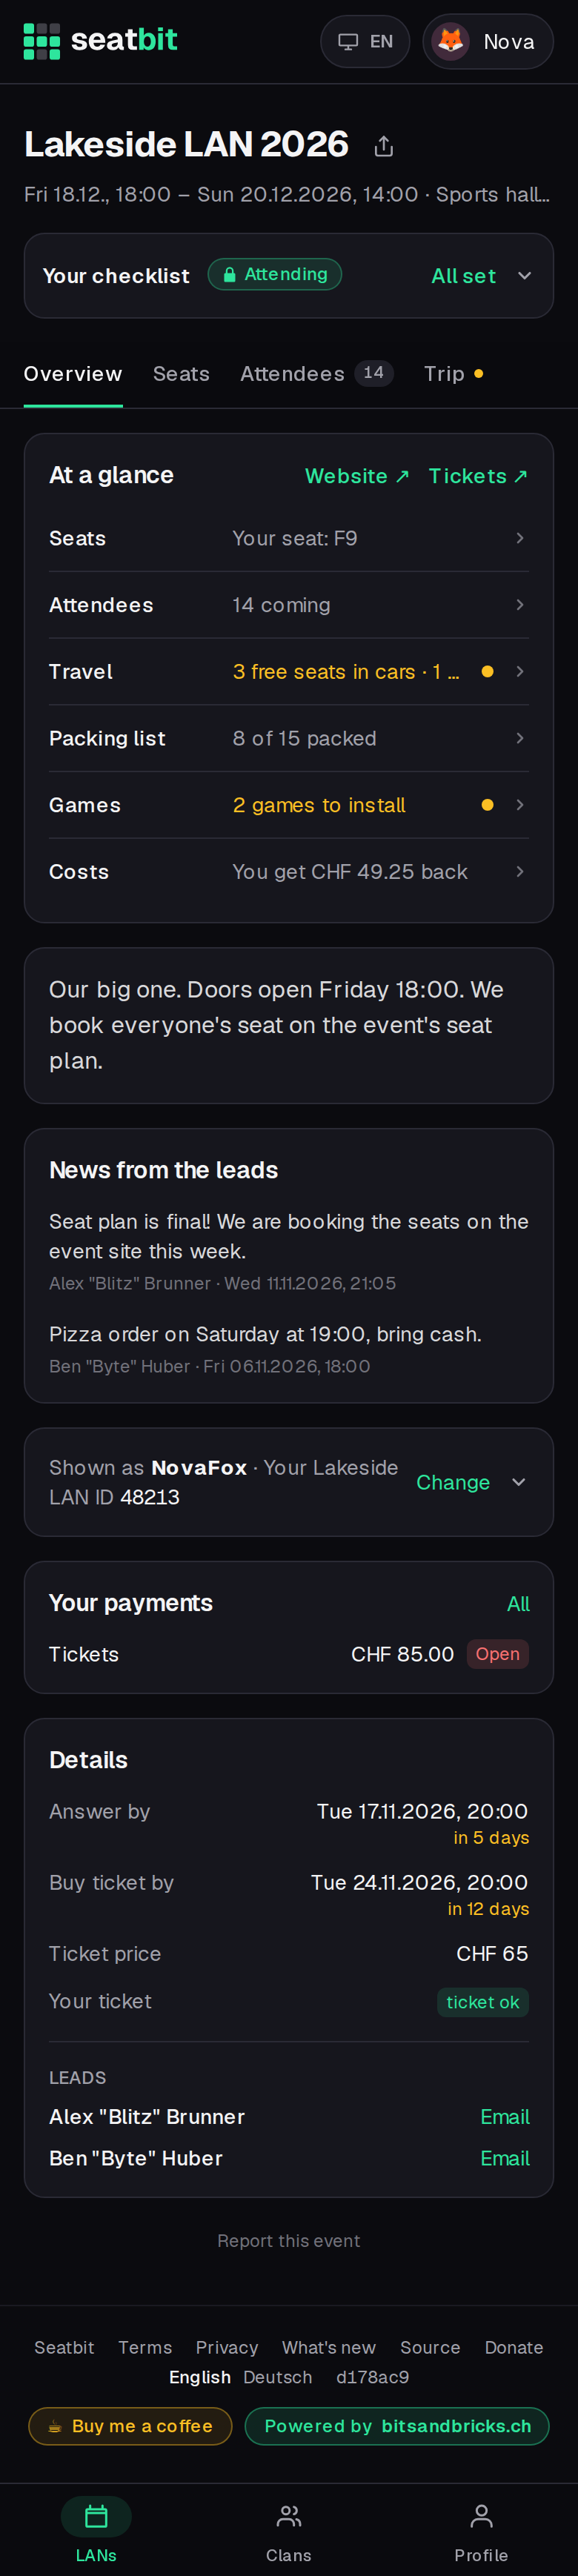 seatbit
EN
Nova
Lakeside LAN 2026
Fri 18.12., 18:00 – Sun 20.12.2026, 14:00 · Sports hall…
Your checklist
Attending
All set
Overview
Seats
Attendees 14
Trip
At a glance
Website ↗
Tickets ↗
Seats
Your seat: F9
Attendees
14 coming
Travel
3 free seats in cars · 1 …
Packing list
8 of 15 packed
Games
2 games to install
Costs
You get CHF 49.25 back
Our big one. Doors open Friday 18:00. We
book everyone's seat on the event's seat
plan.
News from the leads
Seat plan is final! We are booking the seats on the
event site this week.
Alex "Blitz" Brunner · Wed 11.11.2026, 21:05
Pizza order on Saturday at 19:00, bring cash.
Ben "Byte" Huber · Fri 06.11.2026, 18:00
Shown as NovaFox · Your Lakeside
LAN ID 48213
Change
Your payments
All
Tickets
CHF 85.00
Open
Details
Answer by
Tue 17.11.2026, 20:00
in 5 days
Buy ticket by
Tue 24.11.2026, 20:00
in 12 days
Ticket price
CHF 65
Your ticket
ticket ok
LEADS
Alex "Blitz" Brunner
Email
Ben "Byte" Huber
Email
Report this event
Seatbit Terms Privacy What's new Source Donate
English Deutsch d178ac9
Buy me a coffee
Powered by bitsandbricks.ch
LANs
Clans
Profile